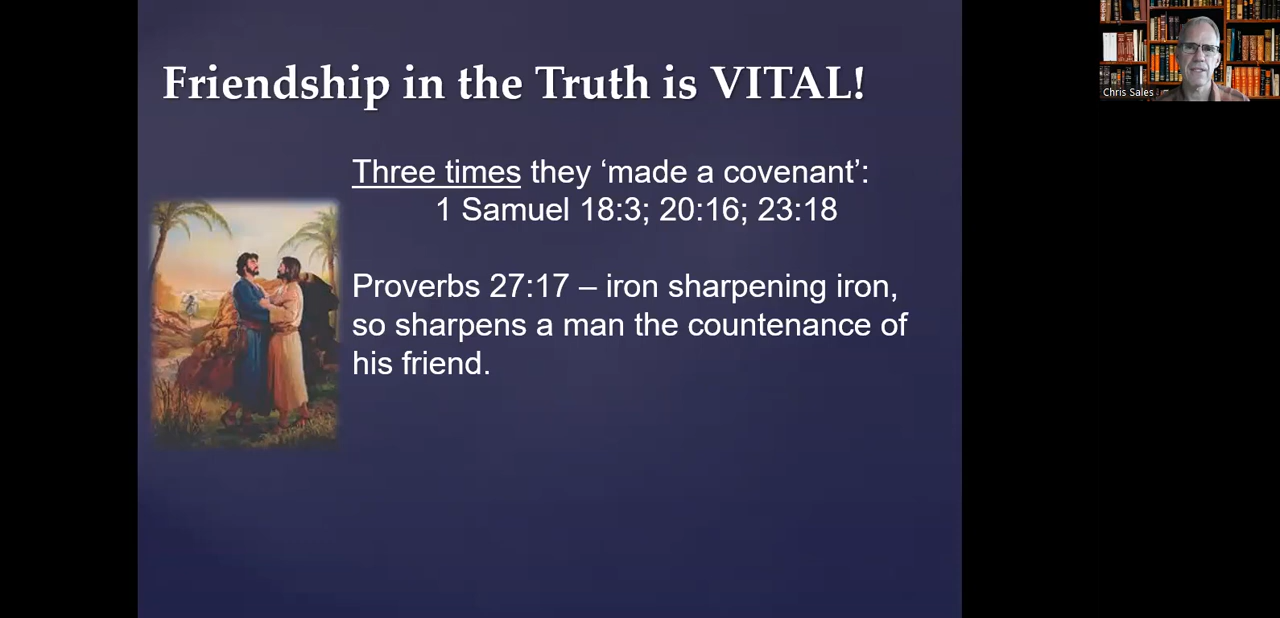 Friendship in the Truth is VITAL!
Three times they ‘made a covenant’:
1 Samuel 18:3; 20:16; 23:18
Proverbs 27:17 – iron sharpening iron,
so sharpens a man the countenance of
his friend.
Chris Sales